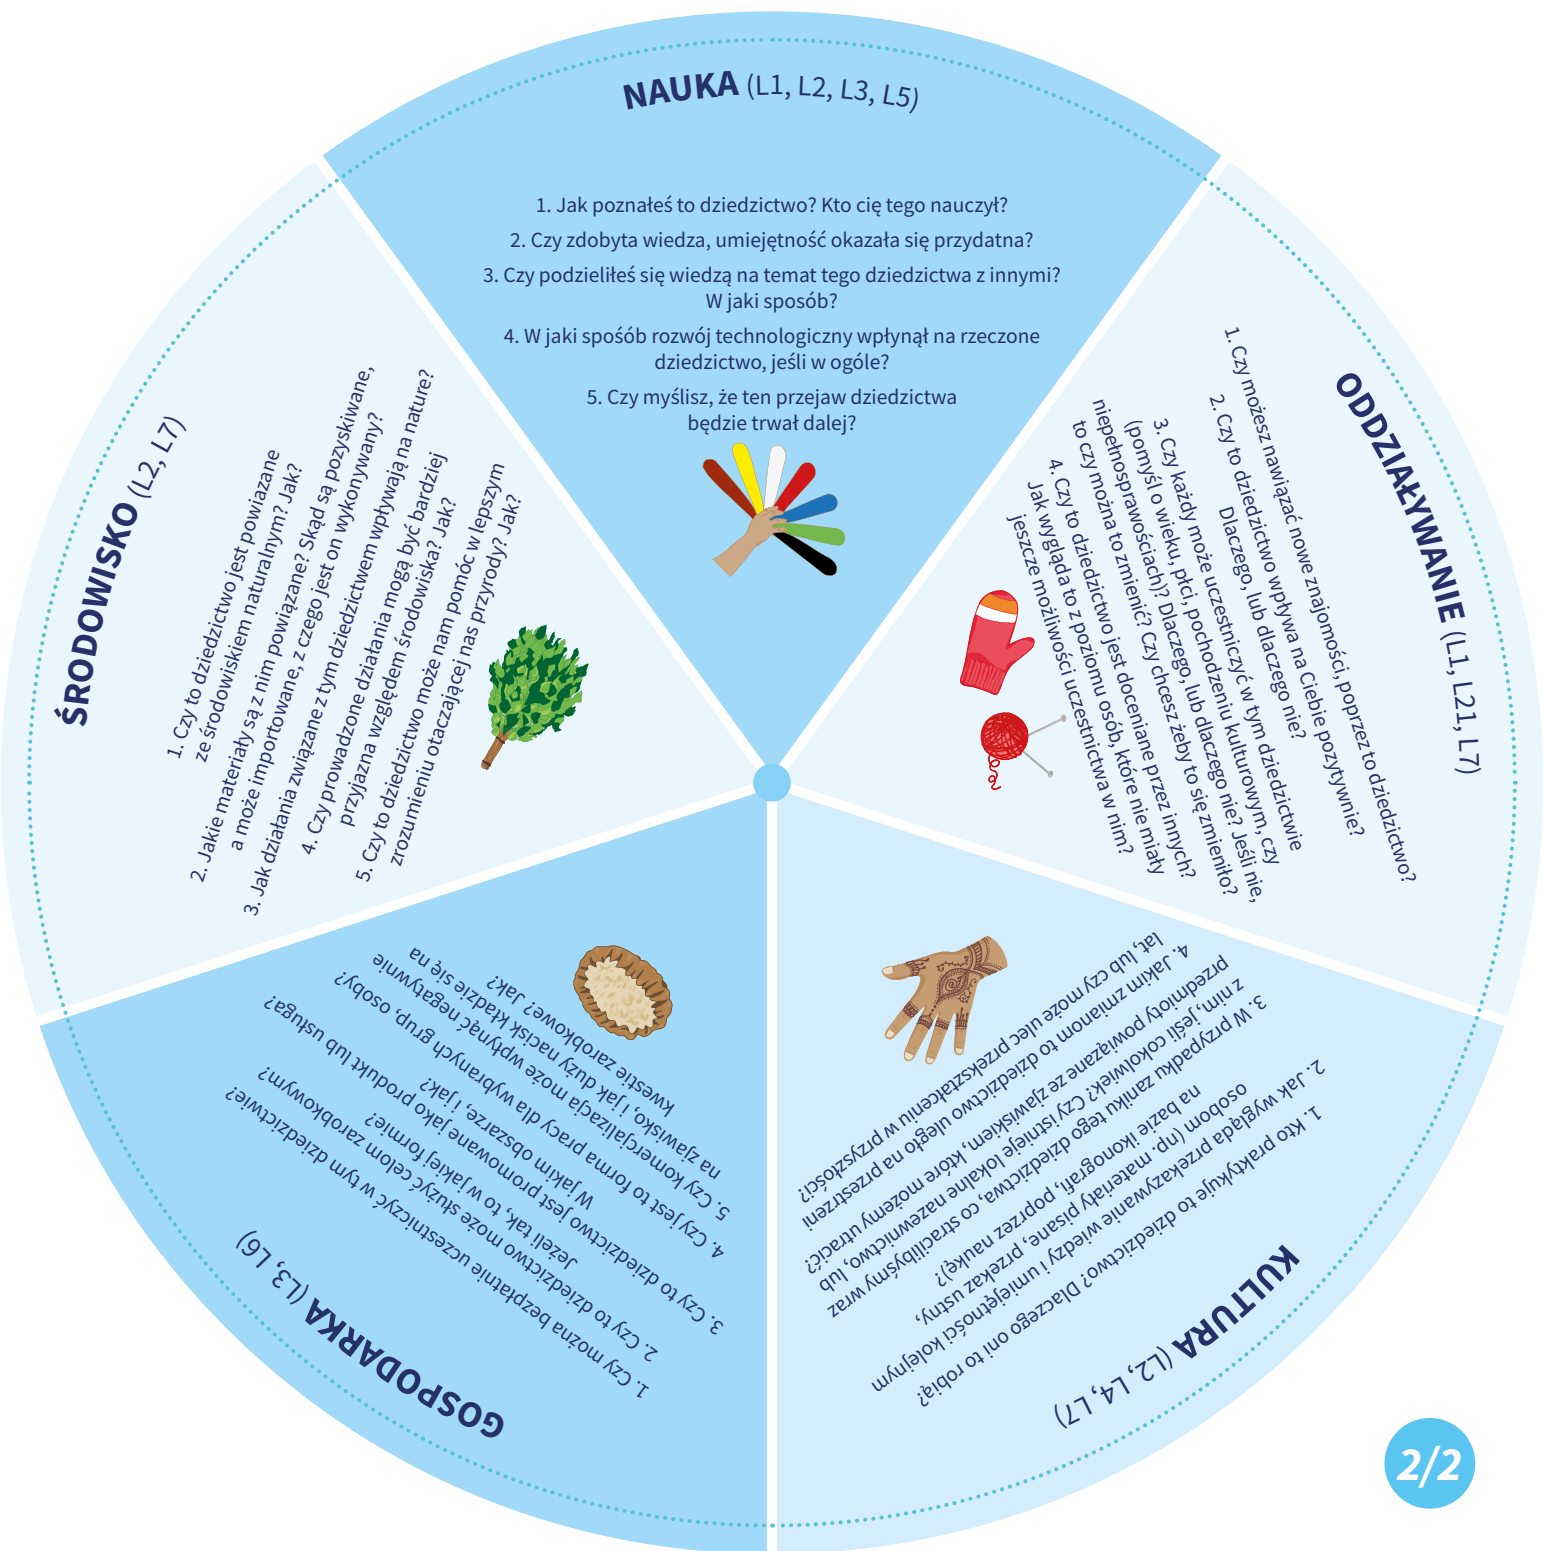 NAUKA (L1, L2, L3, L5)
1. Jak poznałeś to dziedzictwo? Kto cię tego nauczył?
2. Czy zdobyta wiedza, umiejętność okazała się przydatna?
3. Czy podzieliłeś się wiedzą na temat tego dziedzictwa z innymi?
W jaki sposób?
4. W jaki spośób rozwój technologiczny wpłynął na rzeczone
dziedzictwo, jeśli w ogóle?
5. Czy myślisz, że ten przejaw dziedzictwa
będzie trwał dalej?
ODDZIAŁYWANIE (L1, L21, L7)
1. Czy możesz nawiązać nowe znajomości, poprzez to dziedzictwo?
2. Czy to dziedzictwo wpływa na Ciebie pozytywnie?
Dlaczego, lub dlaczego nie?
3. Czy każdy może uczestniczyć w tym dziedzictwie
(pomyśl o wieku, płci, pochodzeniu kulturowym, czy
niepełnosprawościach)? Dlaczego, lub dlaczego nie? Jeśli nie,
to czy można to zmienić? Czy chcesz żeby to się zmieniło?
4. Czy to dziedzictwo jest doceniane przez innych?
Jak wygląda to z poziomu osób, które nie miały
jeszcze możliwości uczestnictwa w nim?
KULTURA (L2, L4, L7)
1. Kto praktykuje to dziedzictwo? Dlaczego oni to robią?
2. Jak wygląda przekazywanie wiedzy i umiejętności kolejnym
osobom (np. materiały pisane, przekaz ustny,
na bazie ikonografi, poprzez naukę)?
3. W przypadku zaniku tego dziedzictwa, co stracilibyśmy wraz
z nim, jeśli cokolwiek? Czy istnieje lokalne nazewnictwo, lub
przedmioty powiązane ze zjawiskiem, które możemy utracić?
4. Jakim zmianom to dziedzictwo uległo na przestrzeni
lat, lub czy może ulec przekształceniu w przyszłości?
GOSPODARKA (L3, L6)
1. Czy można bezpłatnie uczestniczyć w tym dziedzictwie?
2. Czy to dziedzictwo może służyć celom zarobkowym?
Jeżeli tak, to w jakiej formie?
3. Czy to dziedzictwo jest promowane jako produkt lub usługa?
W jakim obszarze, i jak?
4. Czy jest to forma pracy dla wybranych grup, osoby?
5. Czy komercjalizacja może wpłynąć negatywnie
na zjawisko, i jak duży nacisk kładzie się na
kwestie zarobkowe? Jak?
ŚRODOWISKO (L2, L7)
1. Czy to dziedzictwo jest powiązane
ze środowiskiem naturalnym? Jak?
2. Jakie materiały są z nim powiązane? Skąd są pozyskiwane,
a może importowane, z czego jest on wykonywany?
3. Jak działania związane z tym dziedzictwem wpływają na nature?
4. Czy prowadzone działania mogą być bardziej
przyjazna względem środowiska? Jak?
5. Czy to dziedzictwo może nam pomóc w lepszym
zrozumieniu otaczającej nas przyrody? Jak?
2/2